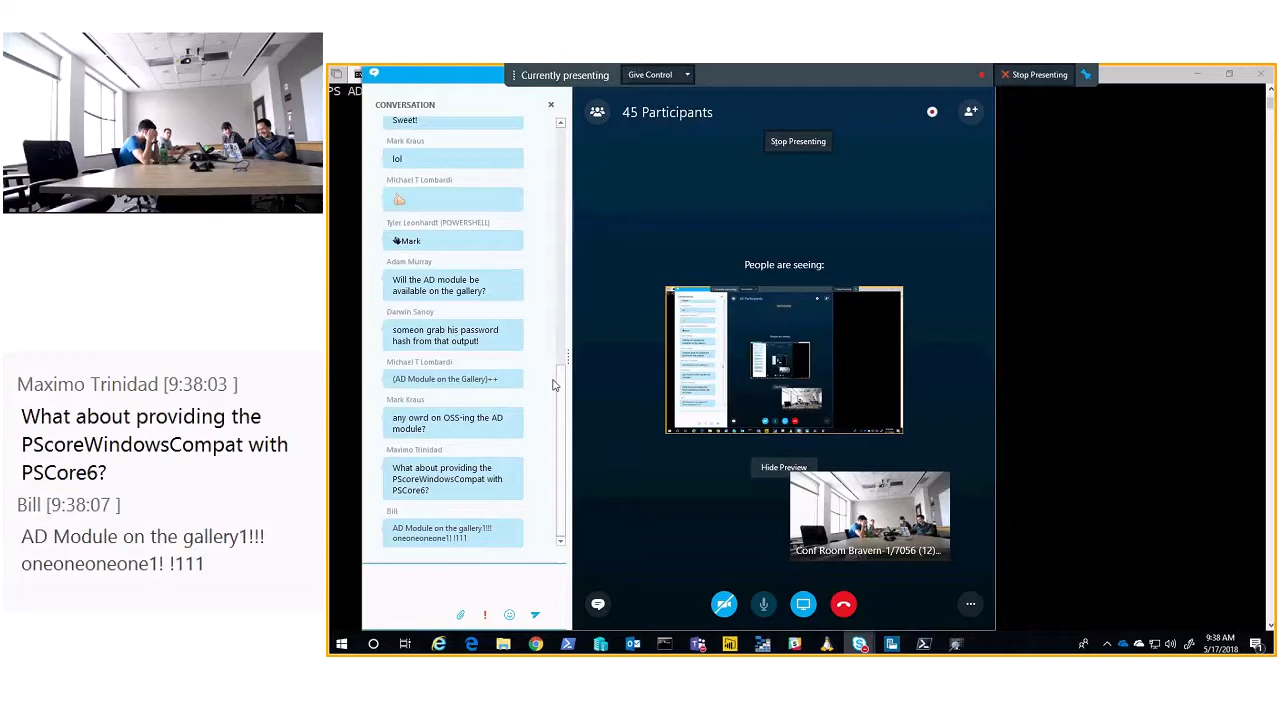 Currently presenting
Give Control
Stop Presenting
PS AD
CONVERSATION
Sweet!
Mark Kraus
lol
Michael T Lombardi
Tyler Leonhardt (POWERSHELL)
Mark
Adam Murray
Will the AD module be
available on the gallery?
Darwin Sanoy
someon grab his password
hash from that output!
Michael T Lombardi
(AD Module on the Gallery)++
Mark Kraus
any owrd on OSS-ing the AD
module?
Maximo Trinidad
What about providing the
PScoreWindowsCompat with
PSCore6?
Bill
AD Module on the gallery1!!!
oneoneoneone1! !111
45 Participants
Stop Presenting
People are seeing:
Hide Preview
Conf Room Bravern-1/7056 (12)...
Maximo Trinidad [9:38:03 ]
What about providing the
PScoreWindowsCompat with
PSCore6?
Bill [9:38:07 ]
AD Module on the gallery1!!!
oneoneoneone1! !111
9:38 AM
5/17/2018